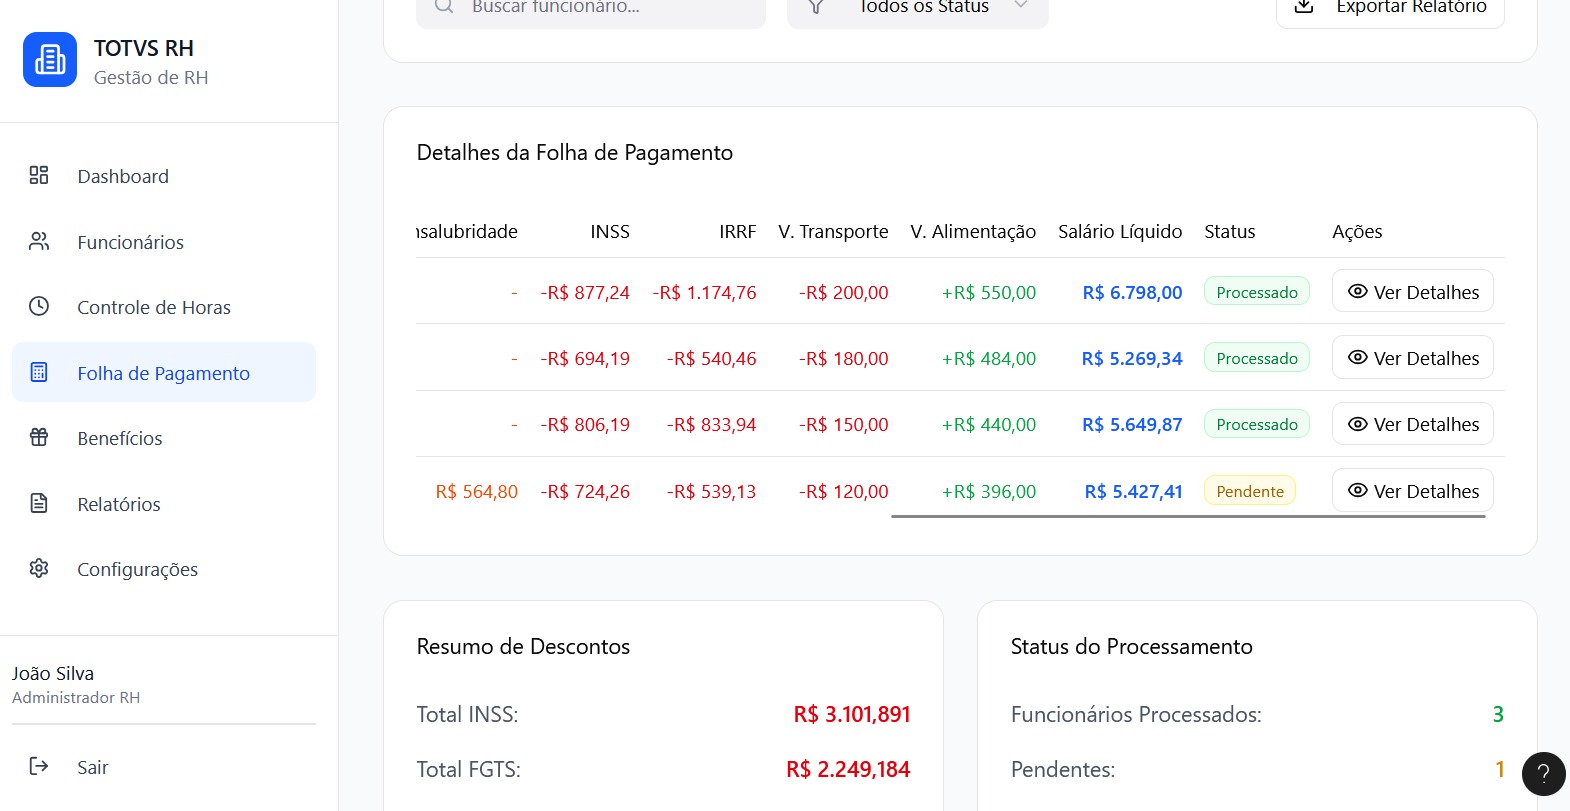 TOTVS RH
Gestão de RH
Dashboard
Funcionários
Controle de Horas
Folha de Pagamento
Benefícios
Relatórios
Configurações
João Silva
Administrador RH
Sair
Buscar funcionário...
Todos os Status
Exportar Relatório
Detalhes da Folha de Pagamento
nsalubridade INSS IRRF V. Transporte V. Alimentação Salário Líquido Status Ações
- -R$ 877,24 -R$ 1.174,76 -R$ 200,00 +R$ 550,00 R$ 6.798,00 Processado Ver Detalhes
- -R$ 694,19 -R$ 540,46 -R$ 180,00 +R$ 484,00 R$ 5.269,34 Processado Ver Detalhes
- -R$ 806,19 -R$ 833,94 -R$ 150,00 +R$ 440,00 R$ 5.649,87 Processado Ver Detalhes
R$ 564,80 -R$ 724,26 -R$ 539,13 -R$ 120,00 +R$ 396,00 R$ 5.427,41 Pendente Ver Detalhes
Resumo de Descontos
Total INSS: R$ 3.101,891
Total FGTS: R$ 2.249,184
Status do Processamento
Funcionários Processados: 3
Pendentes: 1
?